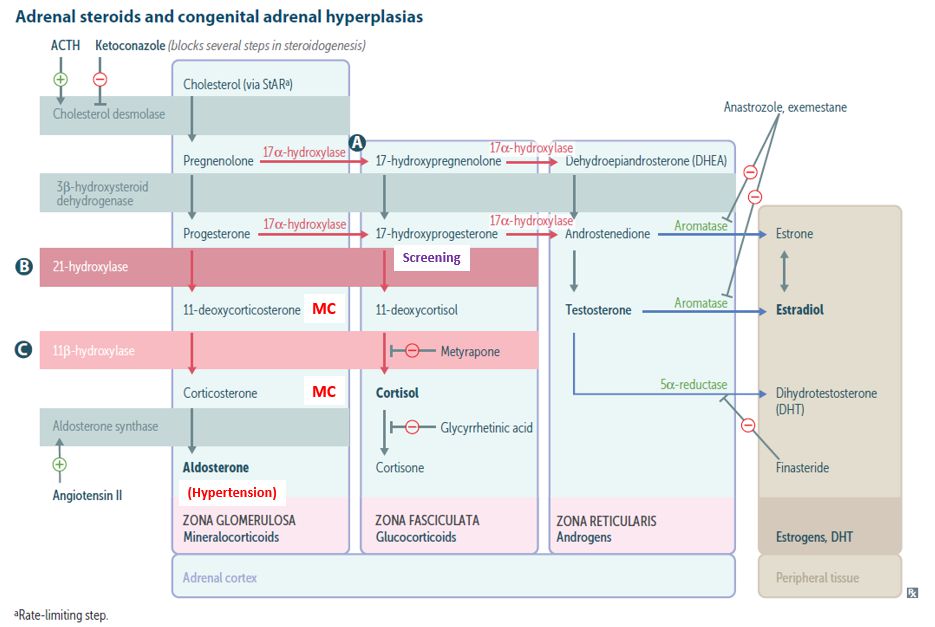 Adrenal steroids and congenital adrenal hyperplasias
ACTH
Ketoconazole (blocks several steps in steroidogenesis)
+
−
Cholesterol (via StARᵃ)
Cholesterol desmolase
Anastrozole, exemestane
A
17α-hydroxylase
17α-hydroxylase
Pregnenolone
17-hydroxypregnenolone
Dehydroepiandrosterone (DHEA)
−
3β-hydroxysteroid
dehydrogenase
−
17α-hydroxylase
17α-hydroxylase
Aromatase
Progesterone
17-hydroxyprogesterone
Androstenedione
Estrone
Screening
B
21-hydroxylase
Aromatase
11-deoxycorticosterone
MC
11-deoxycortisol
Testosterone
Estradiol
C
11β-hydroxylase
−
Metyrapone
5α-reductase
Corticosterone
MC
Cortisol
Dihydrotestosterone
(DHT)
Aldosterone synthase
−
Glycyrrhetinic acid
−
+
Aldosterone
Cortisone
Finasteride
Angiotensin II
(Hypertension)
ZONA GLOMERULOSA
Mineralocorticoids
ZONA FASCICULATA
Glucocorticoids
ZONA RETICULARIS
Androgens
Estrogens, DHT
Adrenal cortex
Peripheral tissue
Rx
ᵃRate-limiting step.